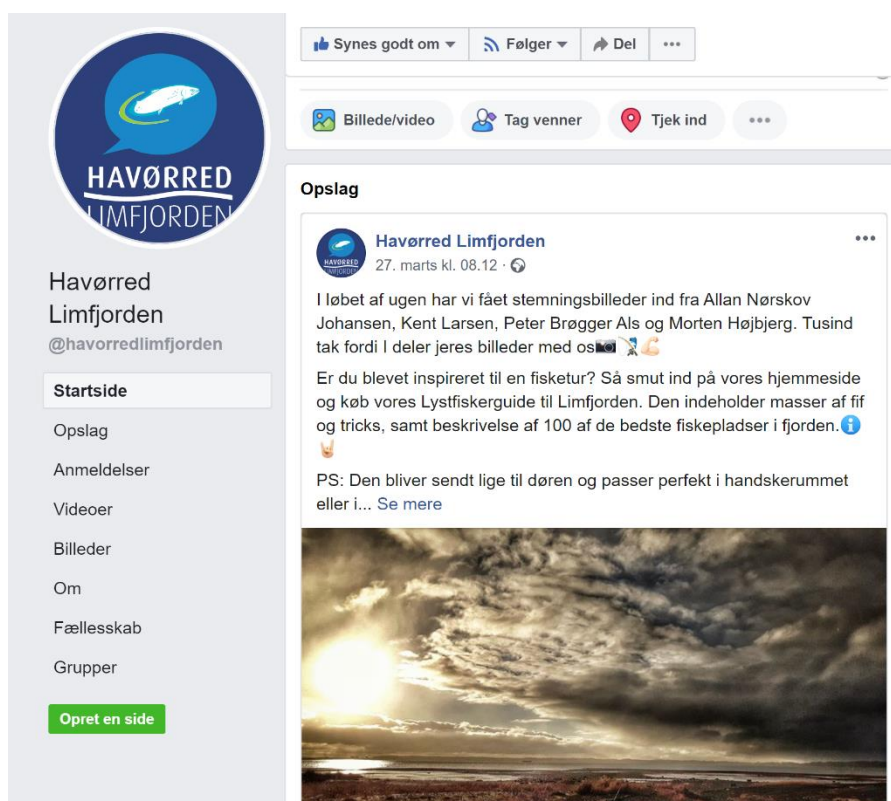 HAVØRRED
LIMFJORDEN
Havørred
Limfjorden
@havorredlimfjorden
Startside
Opslag
Anmeldelser
Videoer
Billeder
Om
Fællesskab
Grupper
Opret en side
Synes godt om
Følger
Del
Billede/video
Tag venner
Tjek ind
Opslag
HAVØRRED
LIMFJORDEN
Havørred Limfjorden
27. marts kl. 08.12 ·
I løbet af ugen har vi fået stemningsbilleder ind fra Allan Nørskov
Johansen, Kent Larsen, Peter Brøgger Als og Morten Højbjerg. Tusind
tak fordi I deler jeres billeder med os📷🎣💪🏻
Er du blevet inspireret til en fisketur? Så smut ind på vores hjemmeside
og køb vores Lystfiskerguide til Limfjorden. Den indeholder masser af fif
og tricks, samt beskrivelse af 100 af de bedste fiskepladser i fjorden.ℹ️
🤘🏻
PS: Den bliver sendt lige til døren og passer perfekt i handskerummet
eller i... Se mere